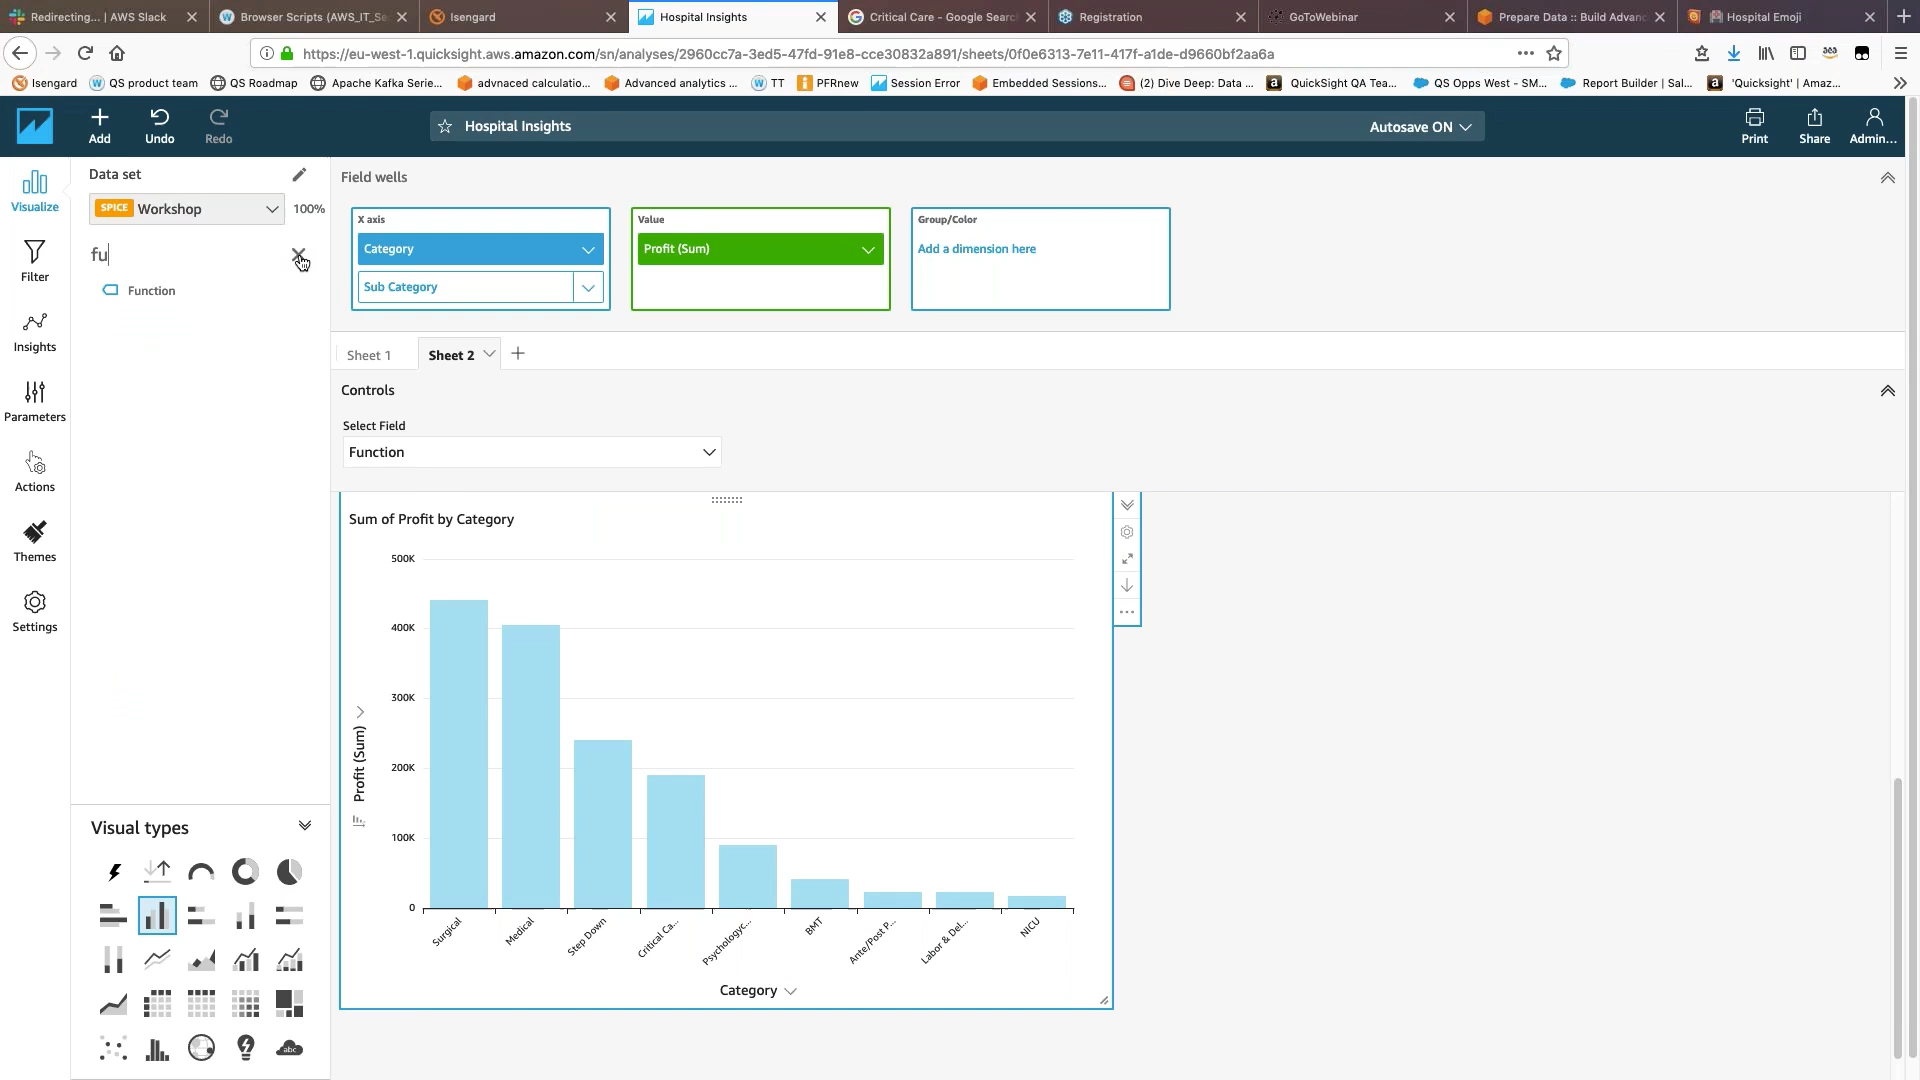 Redirecting... | AWS Slack
Browser Scripts (AWS_IT_Se
Isengard
Hospital Insights
Critical Care - Google Search
Registration
GoToWebinar
Prepare Data :: Build Advanc
Hospital Emoji
https://eu-west-1.quicksight.aws.amazon.com/sn/analyses/2960cc7a-3ed5-47fd-91e8-cce30832a891/sheets/0f0e6313-7e11-417f-a1de-d9660bf2aa6a
Isengard
QS product team
QS Roadmap
Apache Kafka Serie...
advnaced calculatio...
Advanced analytics ...
TT
PFRnew
Session Error
Embedded Sessions...
(2) Dive Deep: Data ...
QuickSight QA Tea...
QS Opps West - SM...
Report Builder | Sal...
'Quicksight' | Amaz...
Add
Undo
Redo
Hospital Insights
Autosave ON
Print
Share
Admin...
Visualize
Filter
Insights
Parameters
Actions
Themes
Settings
Data set
SPICE Workshop
100%
fu
Function
Visual types
abc
Field wells
X axis
Category
Sub Category
Value
Profit (Sum)
Group/Color
Add a dimension here
Sheet 1
Sheet 2
Controls
Select Field
Function
Sum of Profit by Category
500K
400K
300K
200K
100K
0
Profit (Sum)
Surgical
Medical
Step Down
Critical Ca...
Psychologyc...
BMT
Ante/Post P...
Labor & Del...
NICU
Category